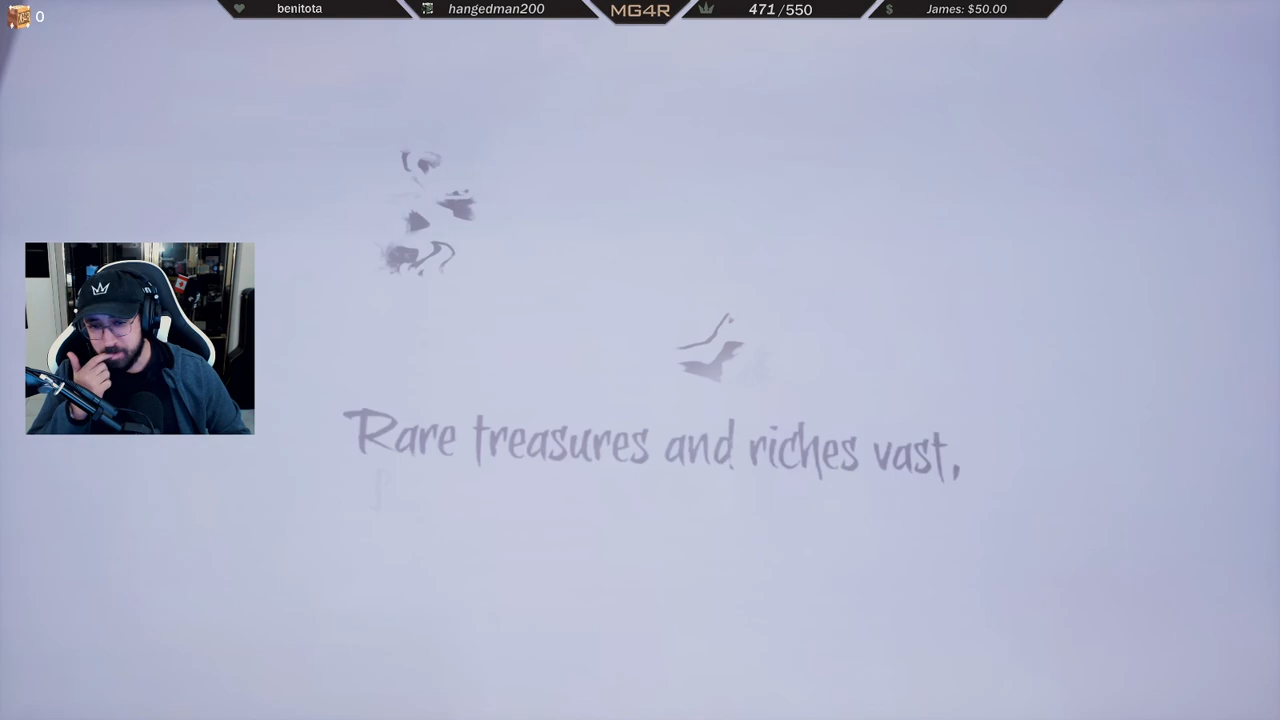 0
benitota
hangedman200
MG4R
471/550
$
James: $50.00
Rare treasures and riches vast,